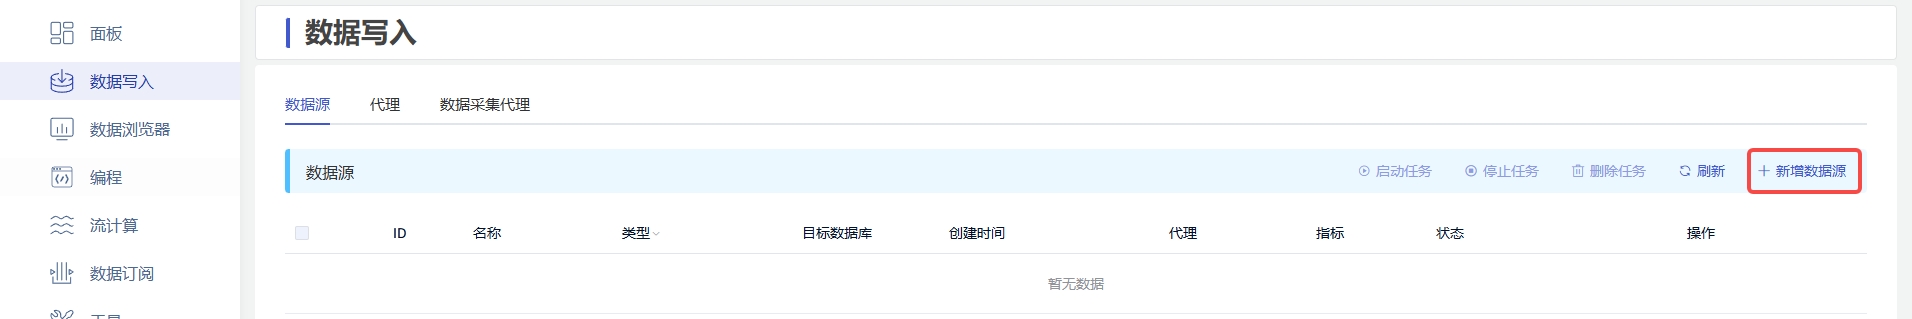 面板
数据写入
数据浏览器
编程
流计算
数据订阅
数据写入
数据源 代理 数据采集代理
数据源 启动任务 停止任务 删除任务 刷新 + 新增数据源
ID 名称 类型 目标数据库 创建时间 代理 指标 状态 操作
暂无数据